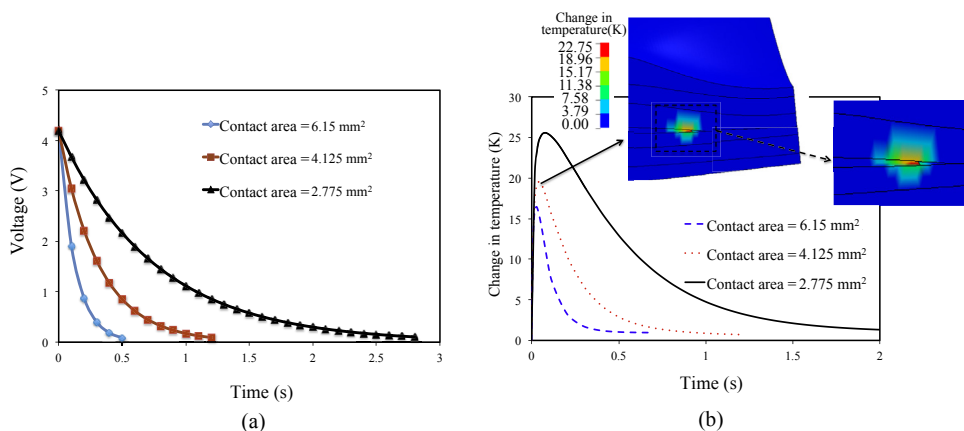 Voltage (V)
5
4
3
2
1
0
0
0.5
1
1.5
2
2.5
3
Contact area = 6.15 mm²
Contact area = 4.125 mm²
Contact area = 2.775 mm²
Time (s)
(a)
Change in
temperature(K)
22.75
18.96
15.17
11.38
7.58
3.79
0.00
Change in temperature (K)
30
25
20
15
10
5
0
0
0.5
1
1.5
2
Contact area = 6.15 mm²
Contact area = 4.125 mm²
Contact area = 2.775 mm²
Time (s)
(b)